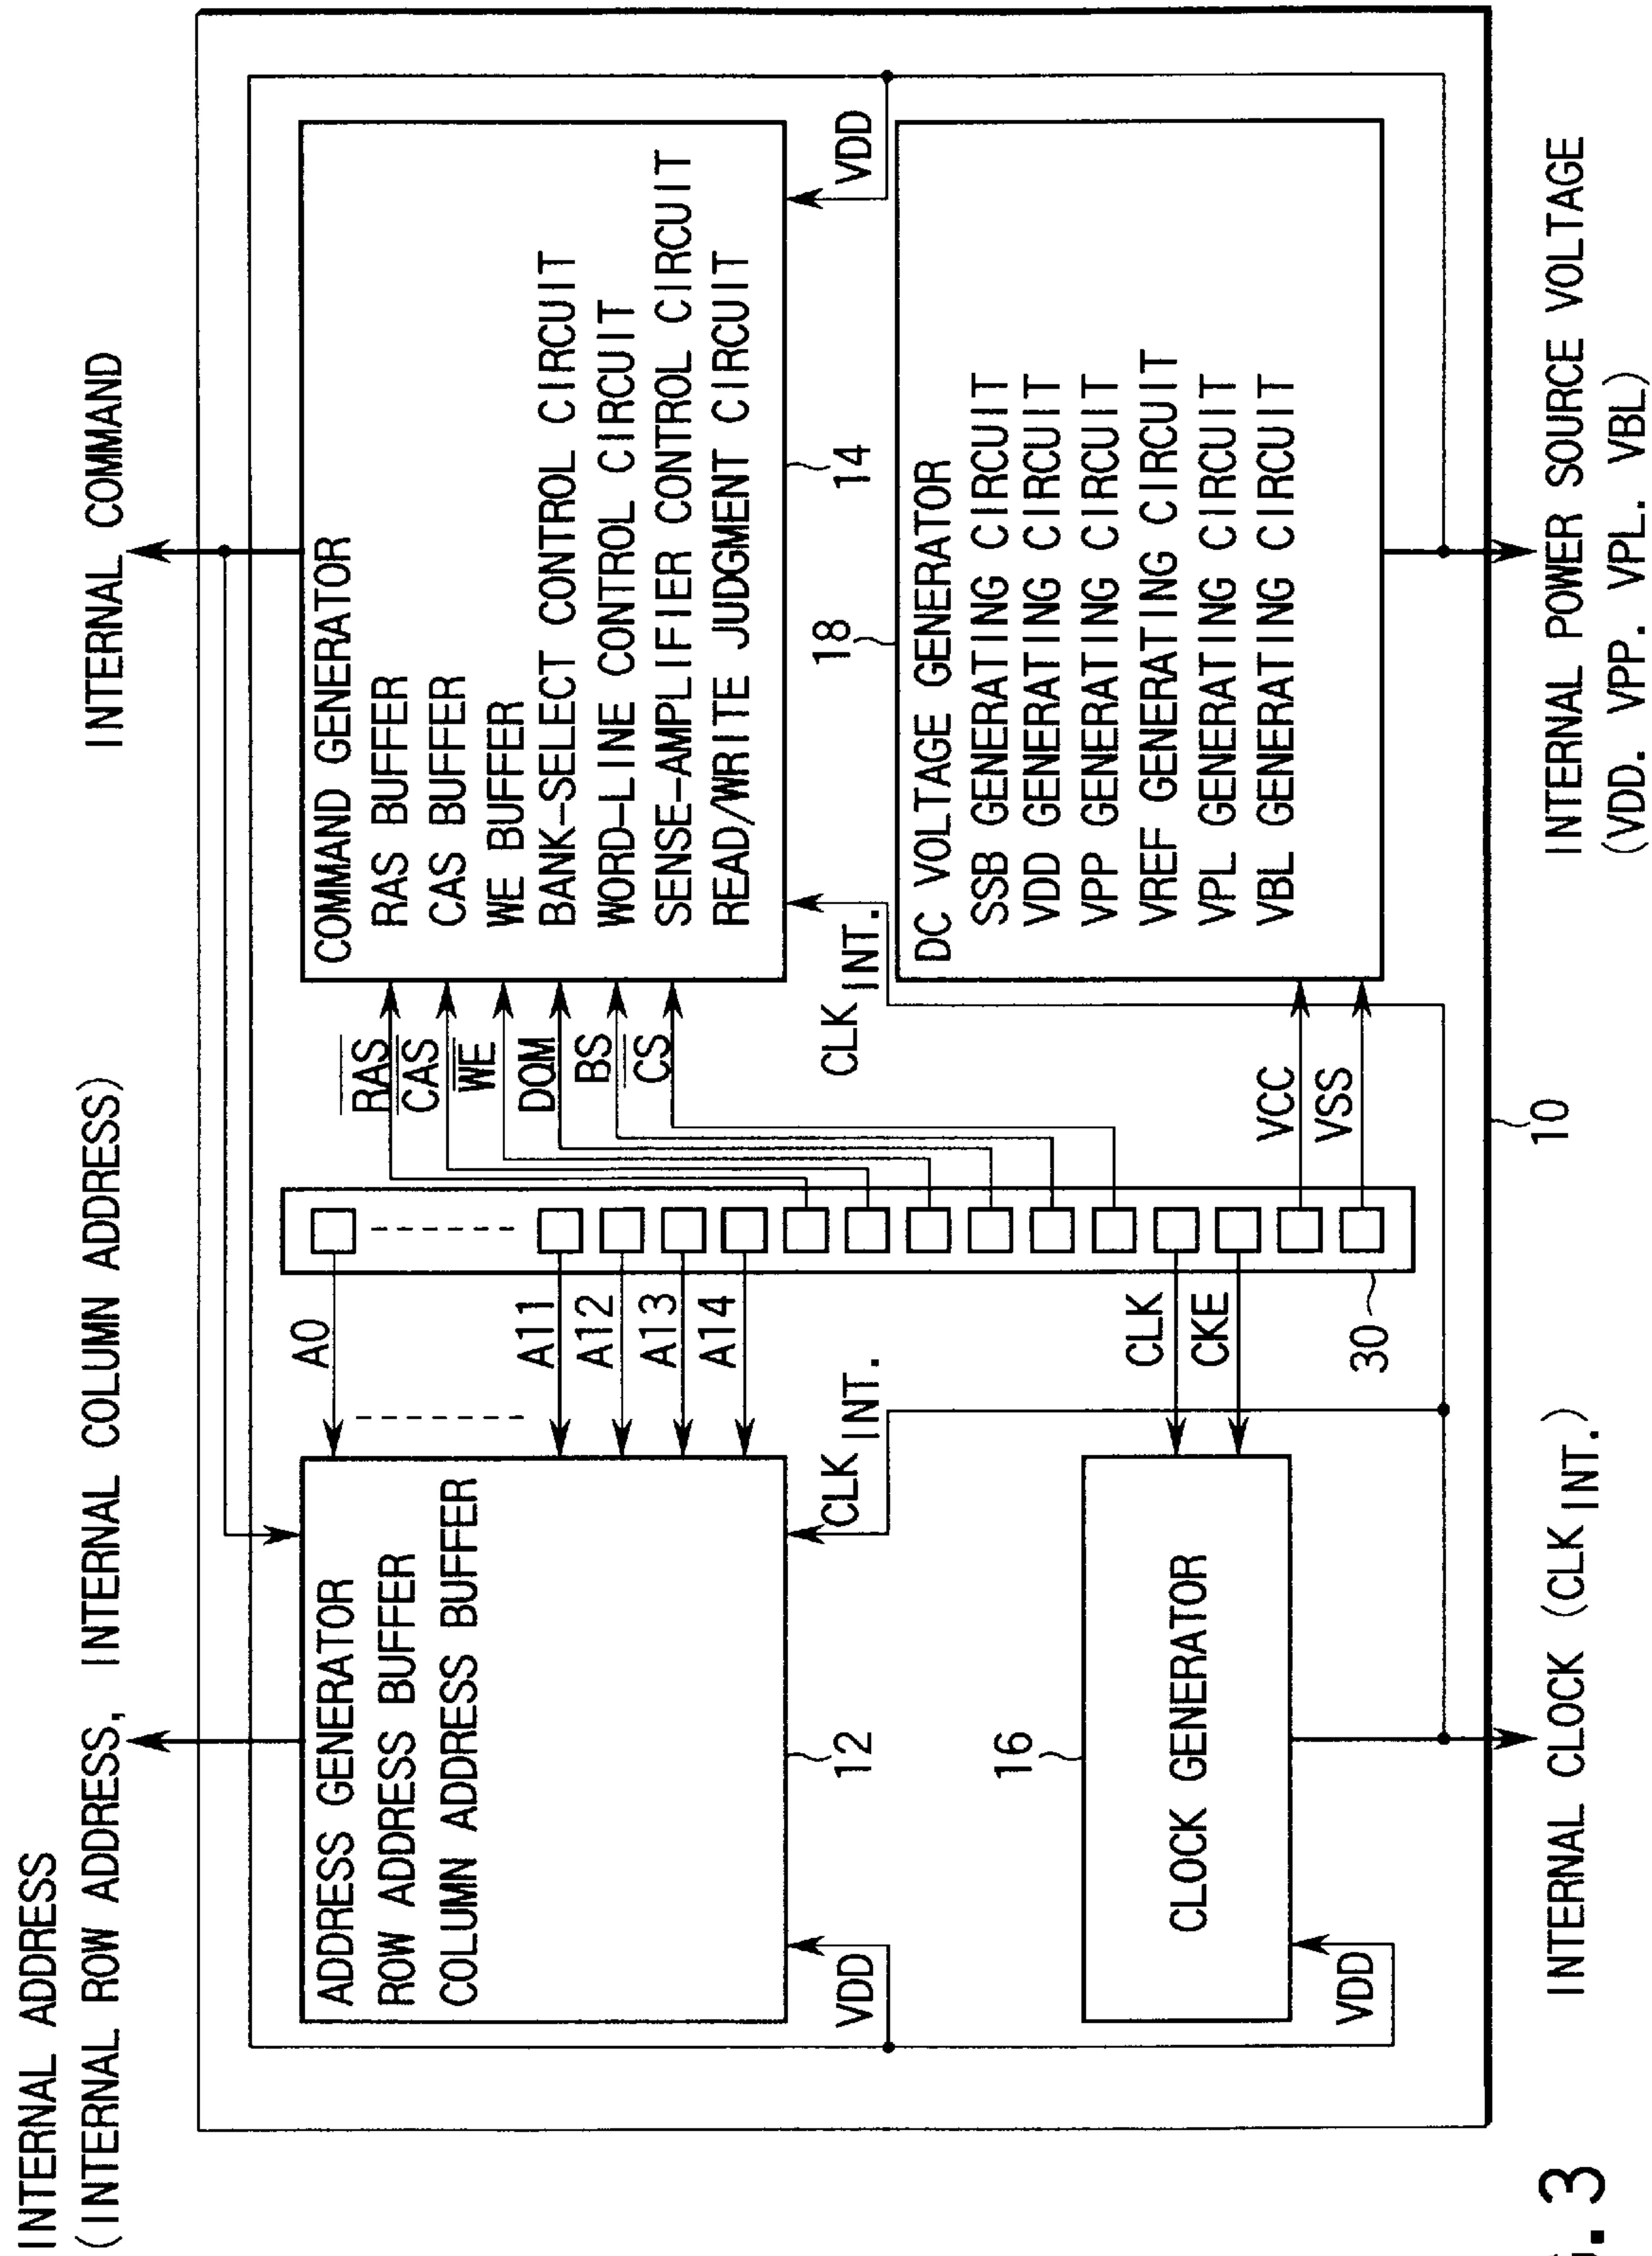 INTERNAL ADDRESS
(INTERNAL ROW ADDRESS, INTERNAL COLUMN ADDRESS)
INTERNAL COMMAND
ADDRESS GENERATOR
ROW ADDRESS BUFFER
COLUMN ADDRESS BUFFER
12
VDD
CLK INT.
A0
A11
A12
A13
A14
RAS
CAS
WE
DQM
BS
CS
COMMAND GENERATOR
RAS BUFFER
CAS BUFFER
WE BUFFER
BANK-SELECT CONTROL CIRCUIT
WORD-LINE CONTROL CIRCUIT
SENSE-AMPLIFIER CONTROL CIRCUIT
READ/WRITE JUDGMENT CIRCUIT
14
CLK INT.
VDD
16
CLOCK GENERATOR
VDD
CLK
CKE
30
VCC
VSS
18
DC VOLTAGE GENERATOR
SSB GENERATING CIRCUIT
VDD GENERATING CIRCUIT
VPP GENERATING CIRCUIT
VREF GENERATING CIRCUIT
VPL GENERATING CIRCUIT
VBL GENERATING CIRCUIT
10
INTERNAL CLOCK (CLK INT.)
INTERNAL POWER SOURCE VOLTAGE
(VDD. VPP. VPL. VBL)
. 3